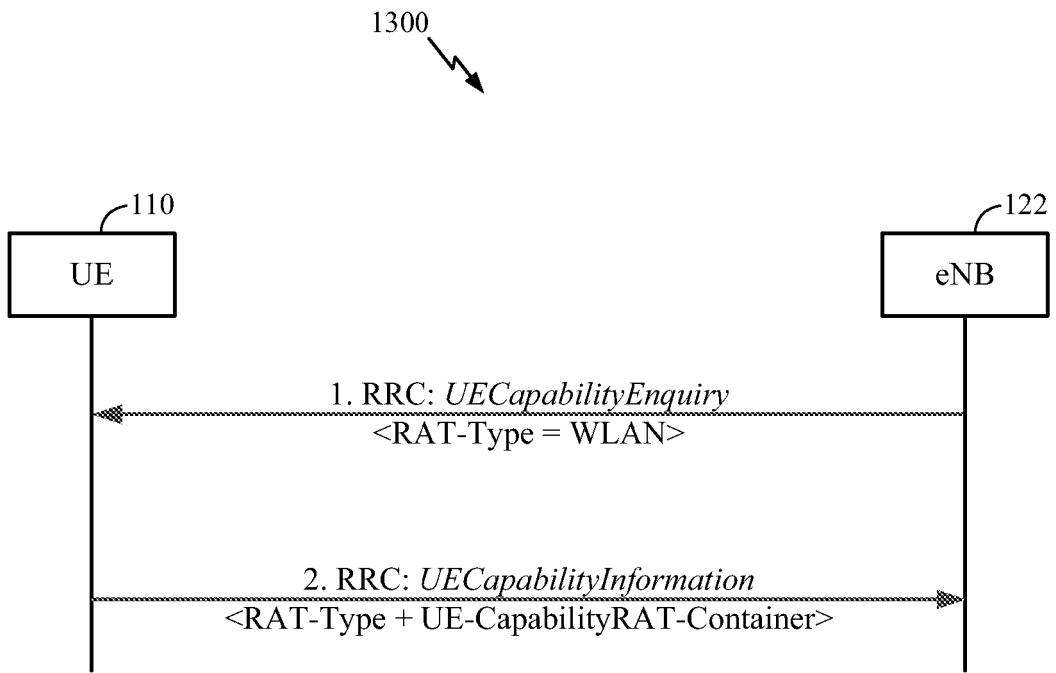 1300
110
122
UE
eNB
1. RRC: UECapabilityEnquiry
<RAT-Type = WLAN>
2. RRC: UECapabilityInformation
<RAT-Type + UE-CapabilityRAT-Container>